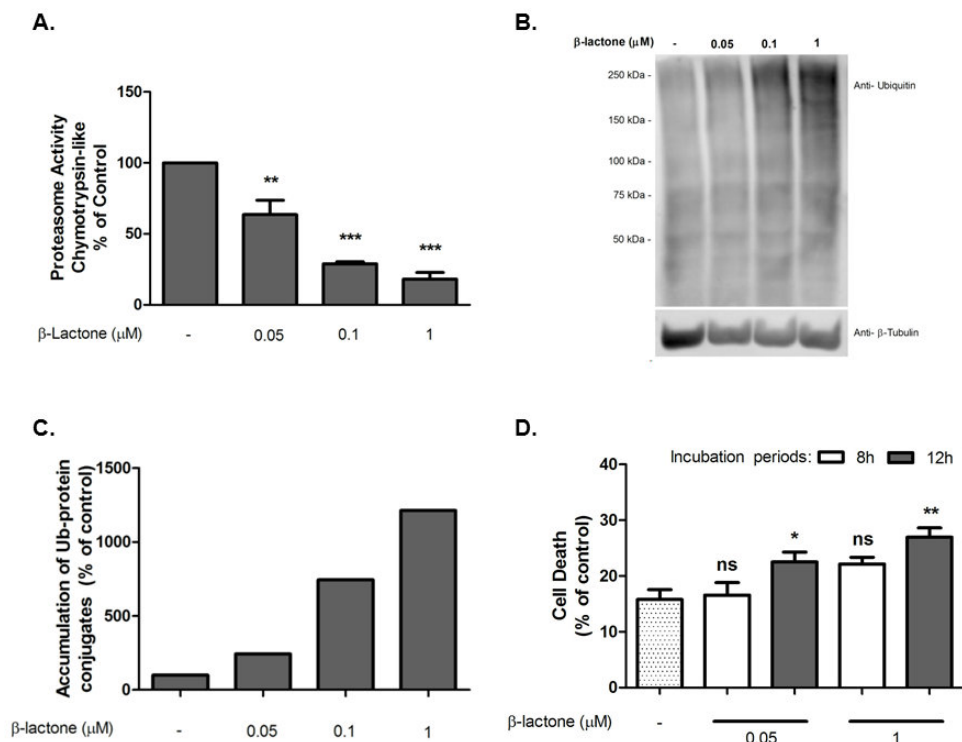 A.
150
100
50
0
Proteasome Activity
Chymotrypsin-like
% of Control
**
***
***
β-Lactone (μM)
-
0.05
0.1
1
B.
β-lactone (μM)
-
0.05
0.1
1
250 kDa -
150 kDa -
100 kDa -
75 kDa -
50 kDa -
Anti- Ubiquitin
Anti- β-Tubulin
C.
1500
1000
500
0
Accumulation of Ub-protein
conjugates (% of control)
β-lactone (μM)
-
0.05
0.1
1
D.
Incubation periods: 8h 12h
40
30
20
10
0
Cell Death
(% of control)
ns
*
ns
**
β-lactone (μM)
-
0.05
1